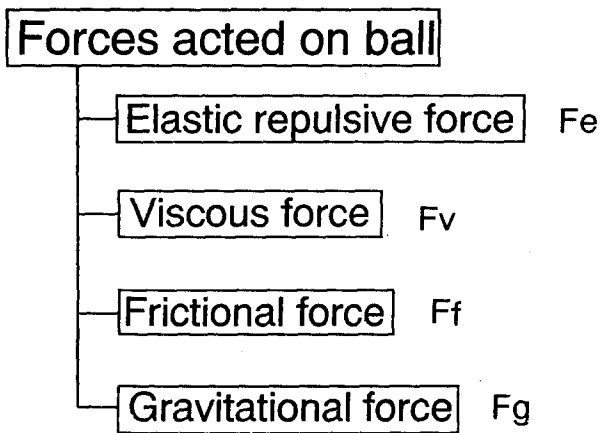 Forces acted on ball
Elastic repulsive force Fe
Viscous force Fv
Frictional force Ff
Gravitational force Fg